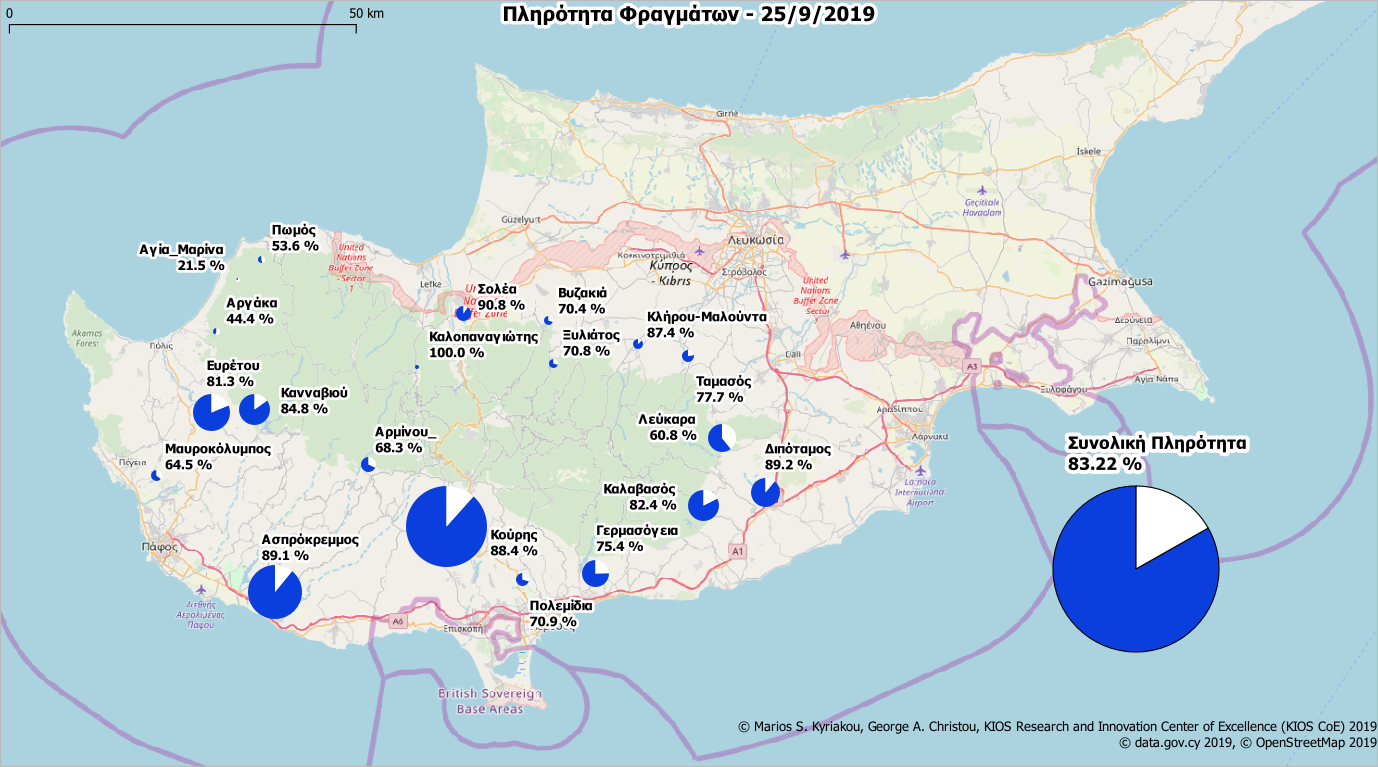 0
50 km
Πληρότητα Φραγμάτων - 25/9/2019
Girne
İskele
Geçitkale
Havaalanı
Güzelyurt
Πωμός
53.6 %
Αγία_Μαρίνα
21.5 %
United
Nations
Buffer Zone
- Sector
1
Λευκωσία
Κοκκινοτριμιθιά
Κύπρος
- Kıbrıs
Στρόβολος
Lefke
Σολέα
90.8 %
Βυζακιά
70.4 %
United
Nations
Buffer Zone
- Sector
Gazimağusa
Αργάκα
44.4 %
Κλήρου-Μαλούντα
87.4 %
Αθηένου
Δερύνεια
Παραλίμνι
Akamas
Forest
Πόλις
Καλοπαναγιώτης
100.0 %
Ξυλιάτος
70.8 %
Dali
A3
Ευρέτου
81.3 %
Κανναβιού
84.8 %
Ταμασός
77.7 %
Ξυλοφάγου
Αγία Νάπα
Αραδίππου
Λεύκαρα
60.8 %
Αρμίνου_
68.3 %
Λάρνακα
Μαυροκόλυμπος
64.5 %
Πέγεια
Διπόταμος
89.2 %
Συνολική Πληρότητα
83.22 %
Larnaca
International
Airport
Καλαβασός
82.4 %
Ασπρόκρεμμος
89.1 %
Πάφος
Κούρης
88.4 %
Γερμασόγεια
75.4 %
A1
Διεθνής
Αερολιμένας
Πάφου
Πολεμίδια
70.9 %
A6
Επισκοπή
British Sovereign
Base Areas
© Marios S. Kyriakou, George A. Christou, KIOS Research and Innovation Center of Excellence (KIOS CoE) 2019
© data.gov.cy 2019, © OpenStreetMap 2019